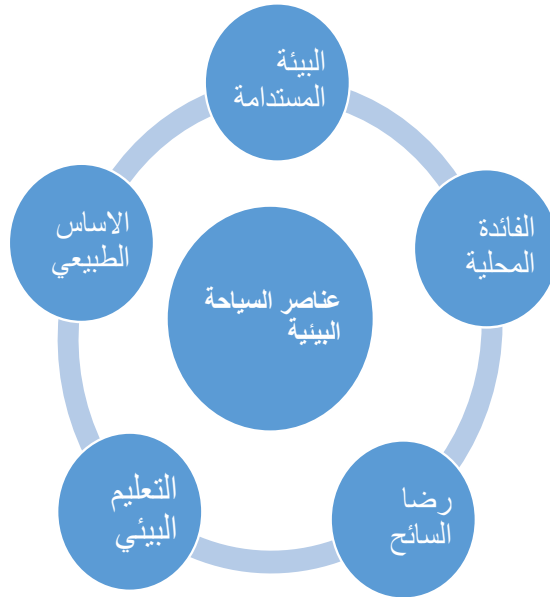 البيئة
المستدامة
الفائدة
المحلية
رضا
السائح
التعليم
البيئي
الاساس
الطبيعي
عناصر السياحة
البيئية